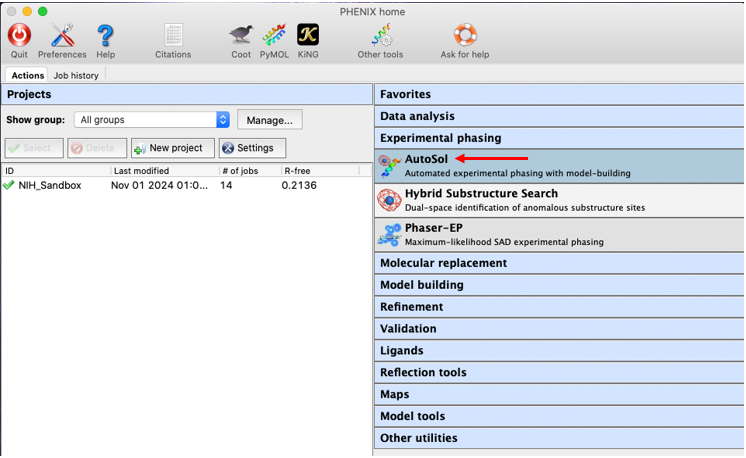 PHENIX home
Quit Preferences Help Citations Coot PyMOL KiNG Other tools Ask for help
K
?
Actions Job history
Projects
Show group: All groups Manage...
Select Delete New project Settings
ID Last modified # of jobs R-free
NIH_Sandbox Nov 01 2024 01:0... 14 0.2136
Favorites
Data analysis
Experimental phasing
AutoSol
Automated experimental phasing with model-building
Hybrid Substructure Search
Dual-space identification of anomalous substructure sites
Phaser-EP
Maximum-likelihood SAD experimental phasing
Molecular replacement
Model building
Refinement
Validation
Ligands
Reflection tools
Maps
Model tools
Other utilities